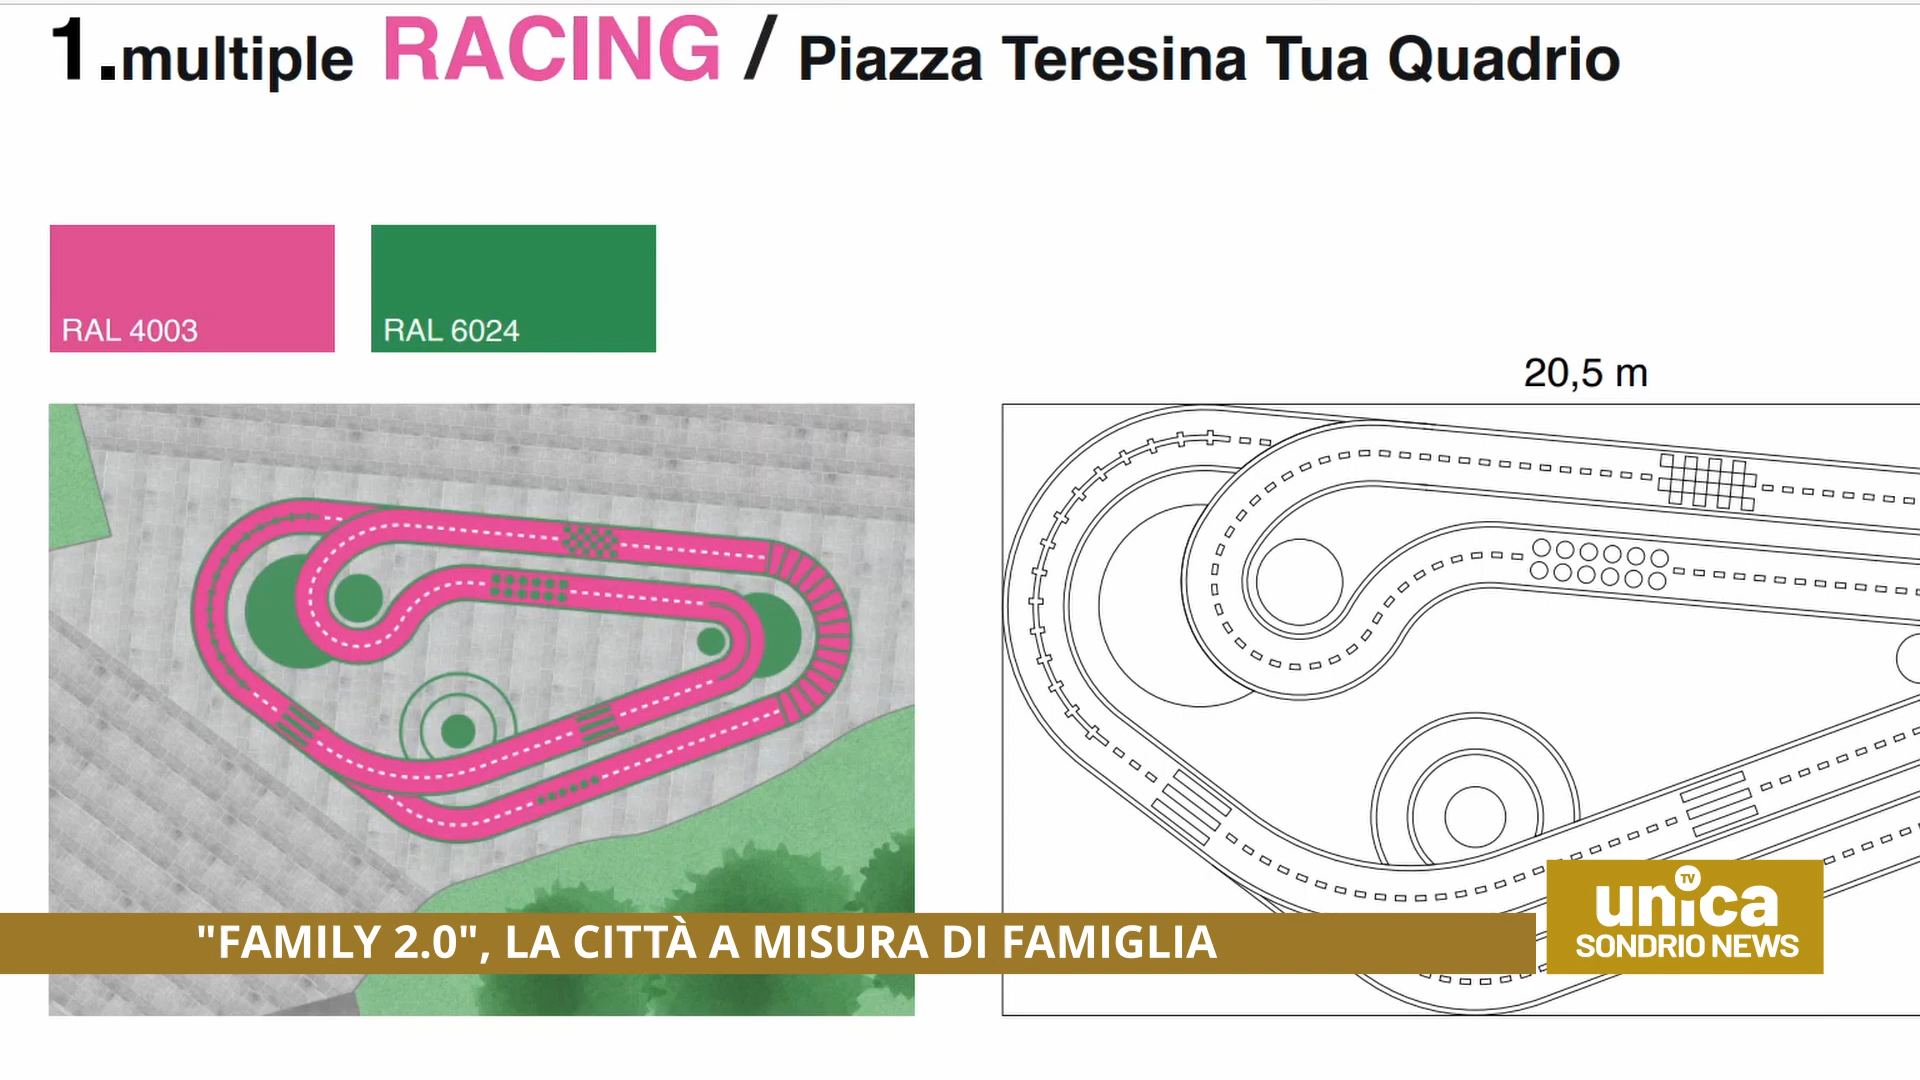 1.multiple RACING / Piazza Teresina Tua Quadrio
RAL 4003
RAL 6024
20,5 m
"FAMILY 2.0", LA CITTÀ A MISURA DI FAMIGLIA
TV
unica
SONDRIO NEWS